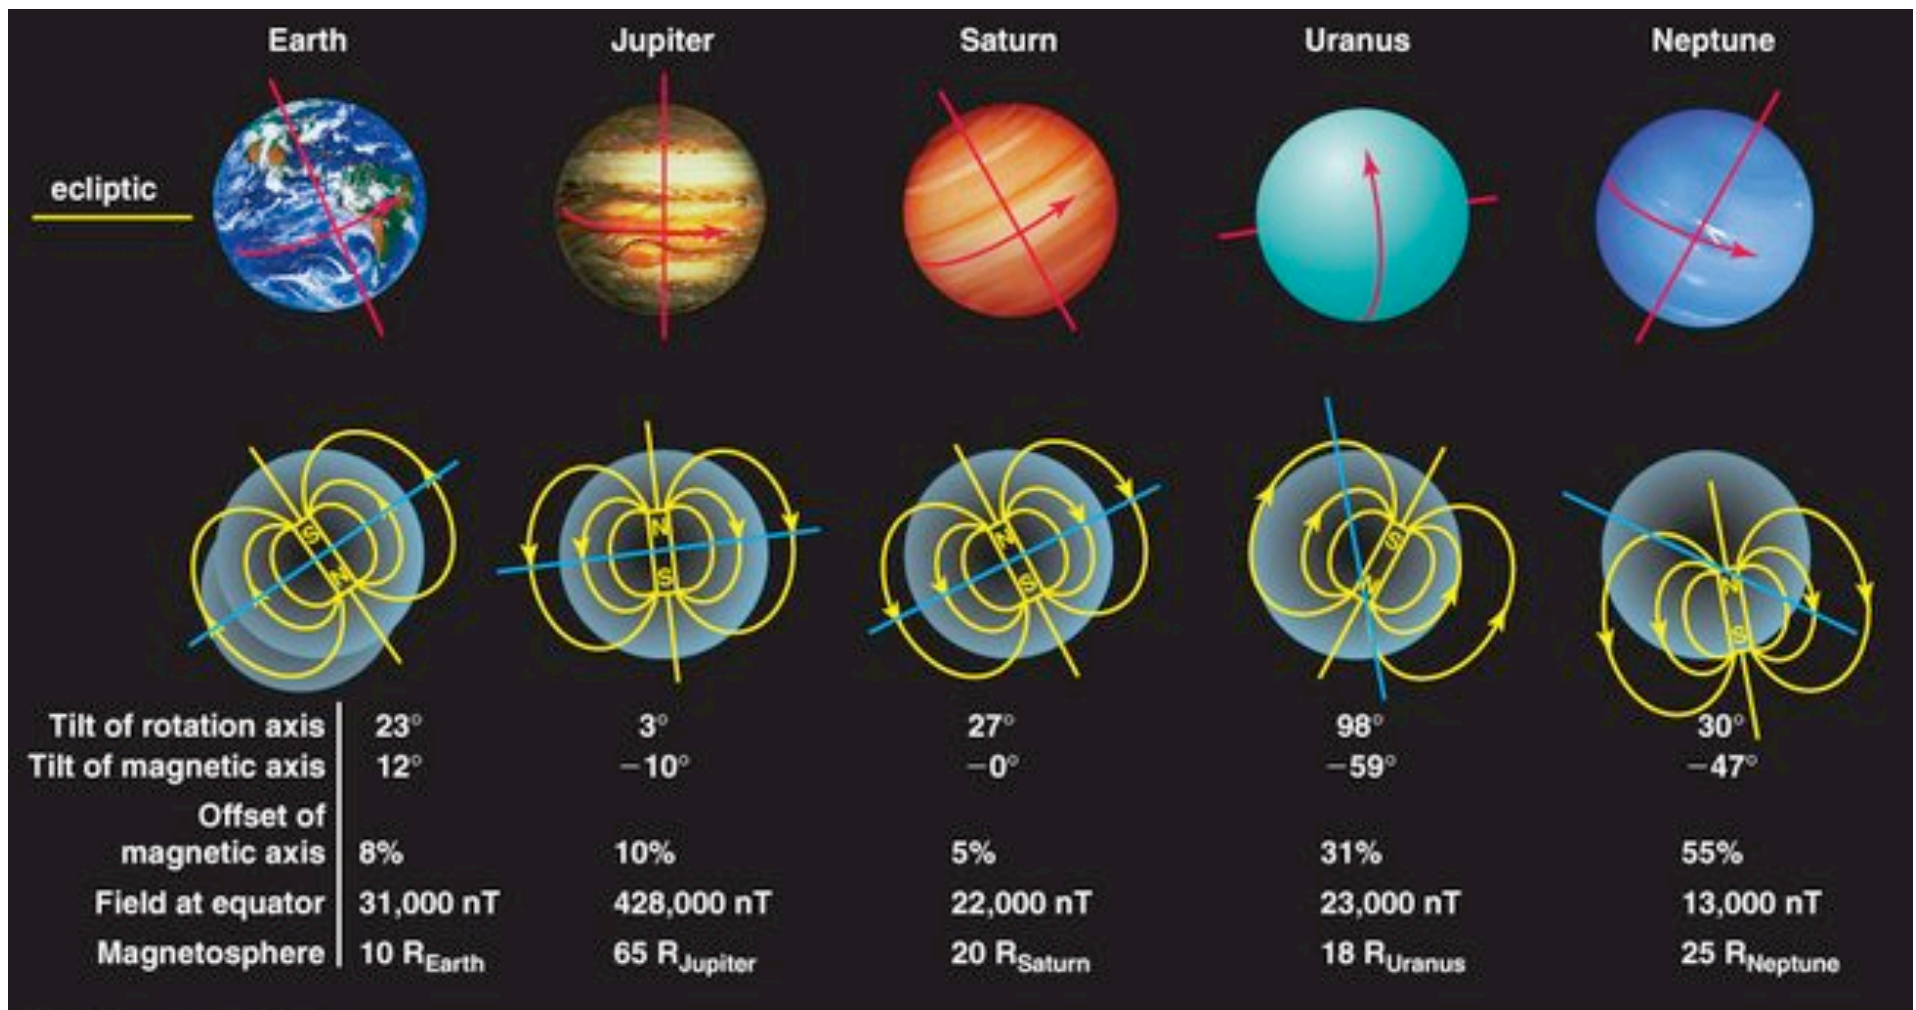 Earth Jupiter Saturn Uranus Neptune
ecliptic
S N N S N S S N N S
Tilt of rotation axis 23° 3° 27° 98° 30°
Tilt of magnetic axis 12° −10° −0° −59° −47°
Offset of
magnetic axis 8% 10% 5% 31% 55%
Field at equator 31,000 nT 428,000 nT 22,000 nT 23,000 nT 13,000 nT
Magnetosphere 10 REarth 65 RJupiter 20 RSaturn 18 RUranus 25 RNeptune